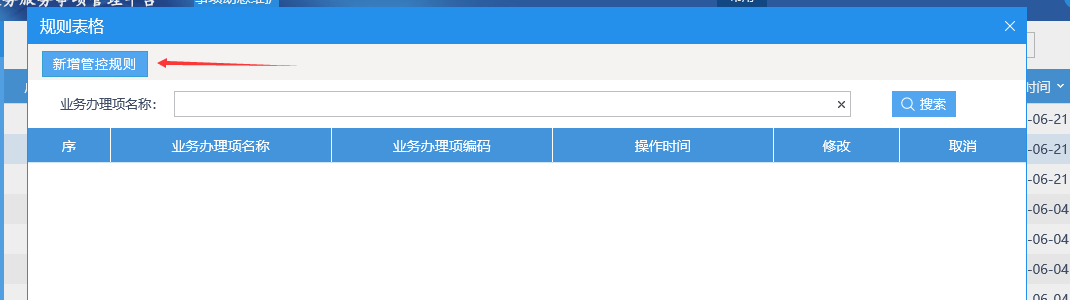 规则表格
新增管控规则
业务办理项名称：
搜索
序 业务办理项名称 业务办理项编码 操作时间 修改 取消
时间
-06-21
-06-21
-06-21
-06-04
-06-04
-06-04
-06-04